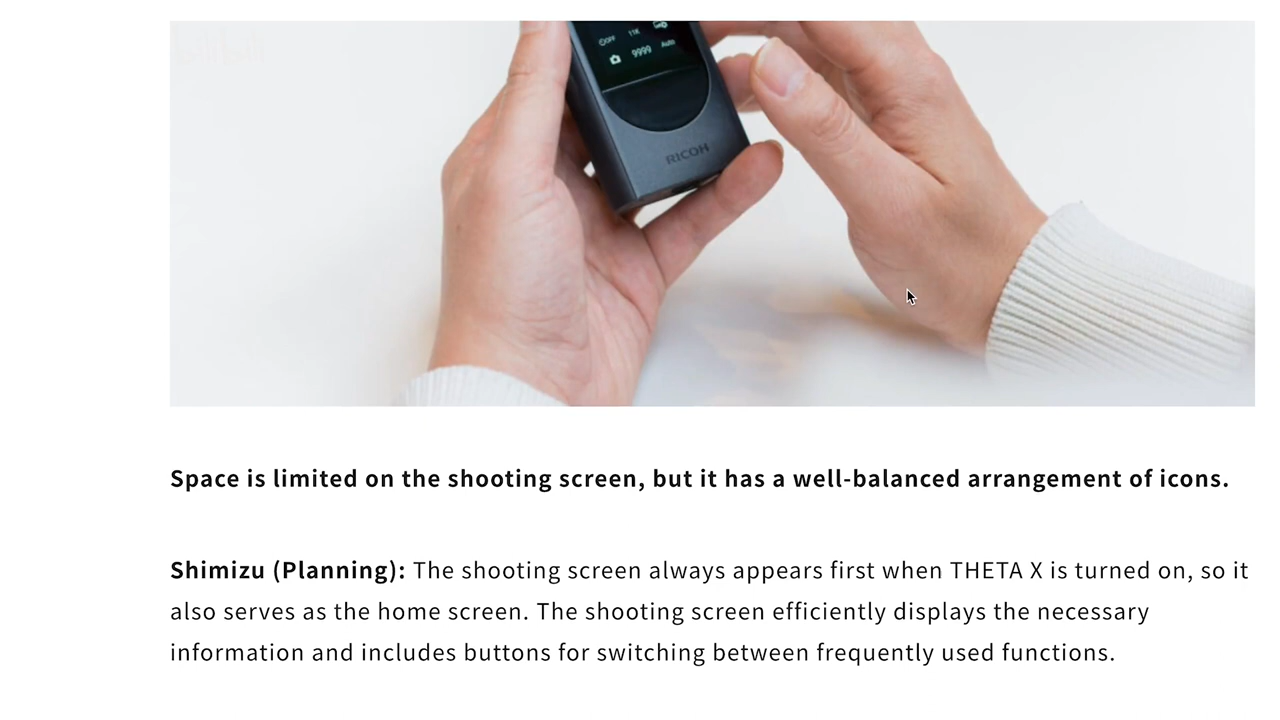 OFF 11K
9999 Auto
RICOH
Space is limited on the shooting screen, but it has a well-balanced arrangement of icons.
Shimizu (Planning): The shooting screen always appears first when THETA X is turned on, so it
also serves as the home screen. The shooting screen efficiently displays the necessary
information and includes buttons for switching between frequently used functions.